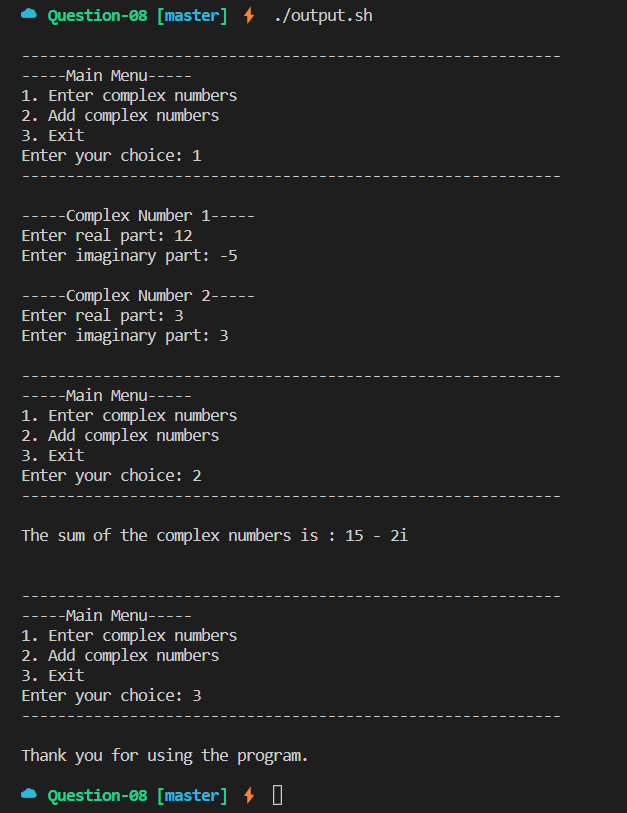 Question-08 [master] ./output.sh
------------------------------------------------------------
-----Main Menu-----
1. Enter complex numbers
2. Add complex numbers
3. Exit
Enter your choice: 1
------------------------------------------------------------
-----Complex Number 1-----
Enter real part: 12
Enter imaginary part: -5
-----Complex Number 2-----
Enter real part: 3
Enter imaginary part: 3
------------------------------------------------------------
-----Main Menu-----
1. Enter complex numbers
2. Add complex numbers
3. Exit
Enter your choice: 2
------------------------------------------------------------
The sum of the complex numbers is : 15 - 2i
------------------------------------------------------------
-----Main Menu-----
1. Enter complex numbers
2. Add complex numbers
3. Exit
Enter your choice: 3
------------------------------------------------------------
Thank you for using the program.
Question-08 [master]